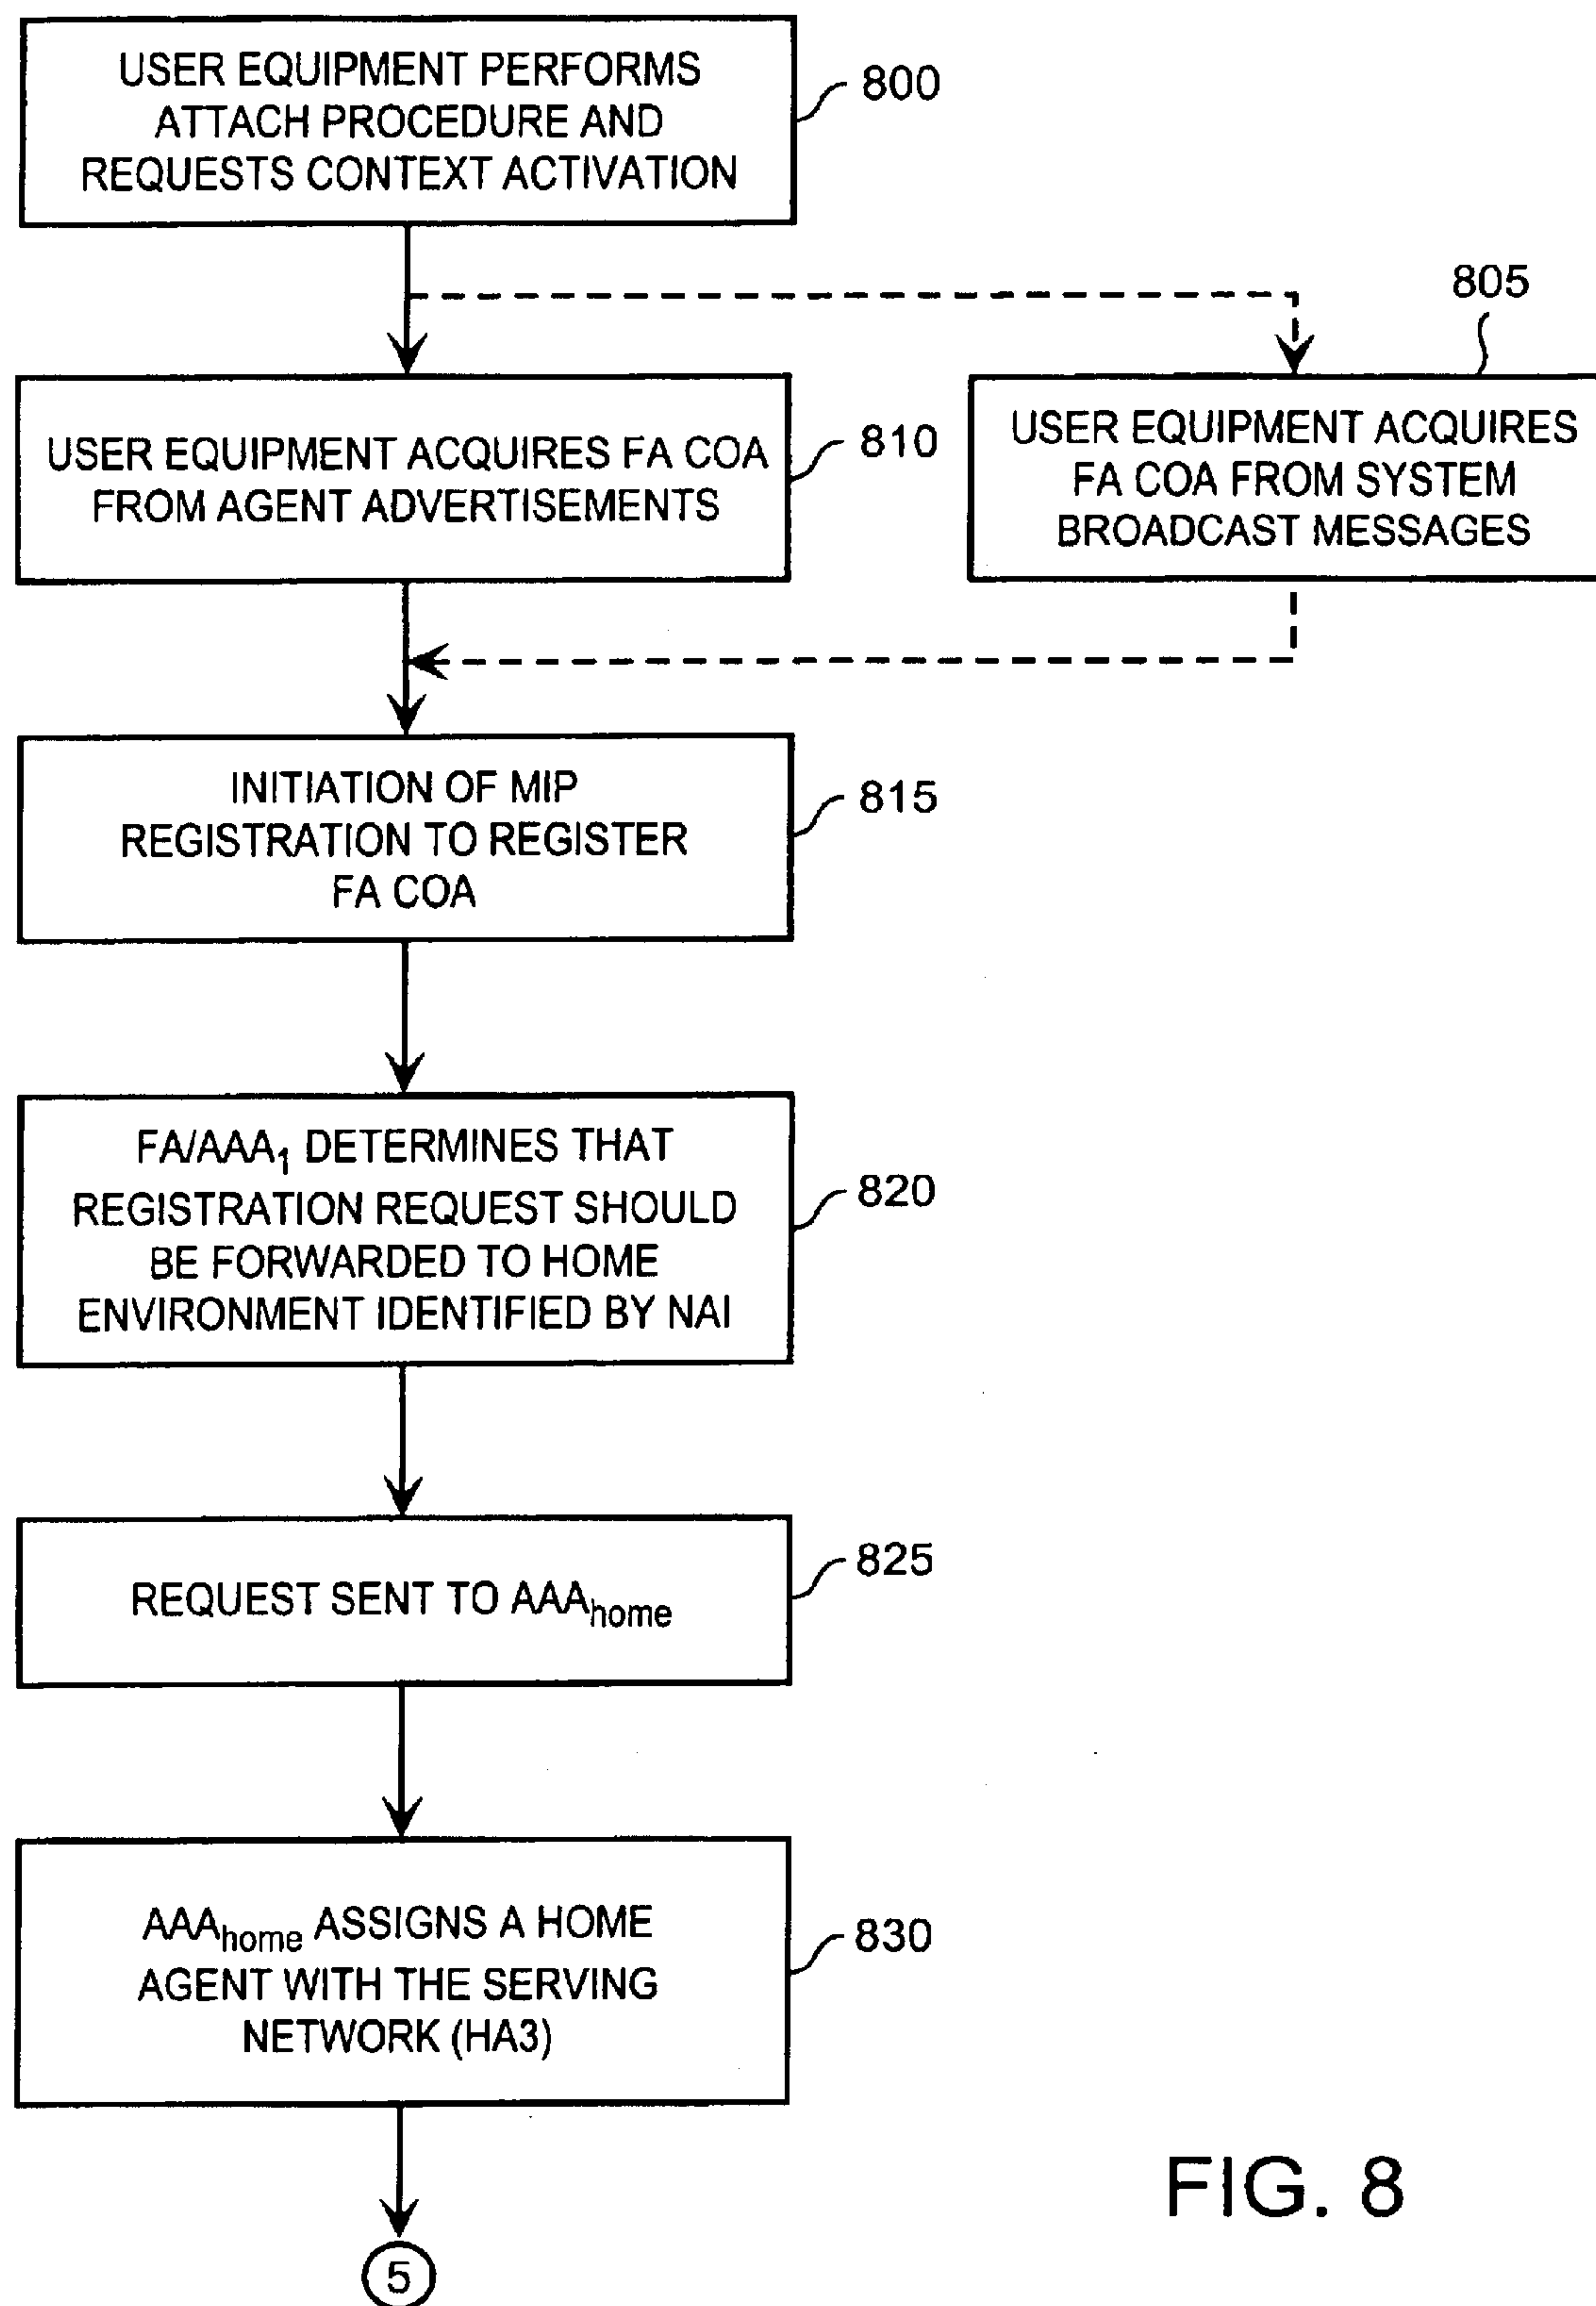 USER EQUIPMENT PERFORMS
ATTACH PROCEDURE AND
REQUESTS CONTEXT ACTIVATION
800
805
USER EQUIPMENT ACQUIRES FA COA
FROM AGENT ADVERTISEMENTS
810
USER EQUIPMENT ACQUIRES
FA COA FROM SYSTEM
BROADCAST MESSAGES
INITIATION OF MIP
REGISTRATION TO REGISTER
FA COA
815
FA/AAA1 DETERMINES THAT
REGISTRATION REQUEST SHOULD
BE FORWARDED TO HOME
ENVIRONMENT IDENTIFIED BY NAI
820
REQUEST SENT TO AAAhome
825
AAAhome ASSIGNS A HOME
AGENT WITH THE SERVING
NETWORK (HA3)
830
5
FIG. 8